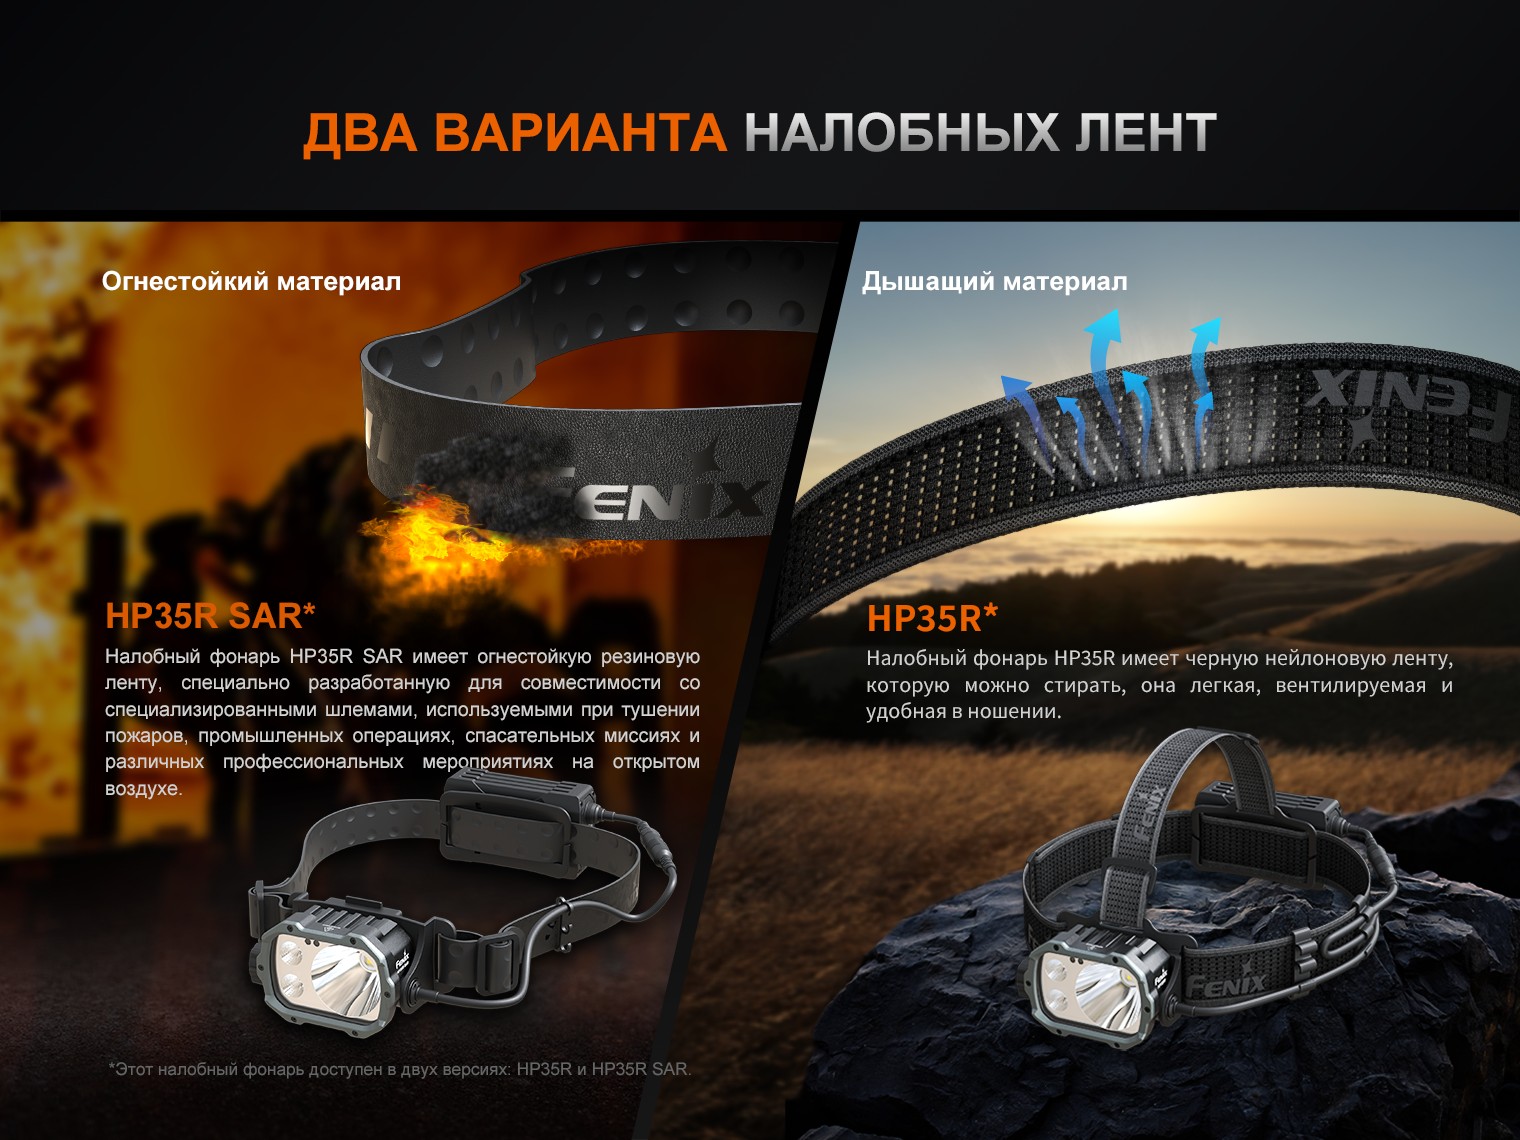 ДВА ВАРИАНТА НАЛОБНЫХ ЛЕНТ
Огнестойкий материал
FENIX
HP35R SAR*
Налобный фонарь HP35R SAR имеет огнестойкую резиновую
ленту, специально разработанную для совместимости со
специализированными шлемами, используемыми при тушении
пожаров, промышленных операциях, спасательных миссиях и
различных профессиональных мероприятиях на открытом
воздухе.
Fenix
*Этот налобный фонарь доступен в двух версиях: HP35R и HP35R SAR.
Дышащий материал
FENIX
HP35R*
Налобный фонарь HP35R имеет черную нейлоновую ленту,
которую можно стирать, она легкая, вентилируемая и
удобная в ношении.
FENIX
Fenix
FENIX